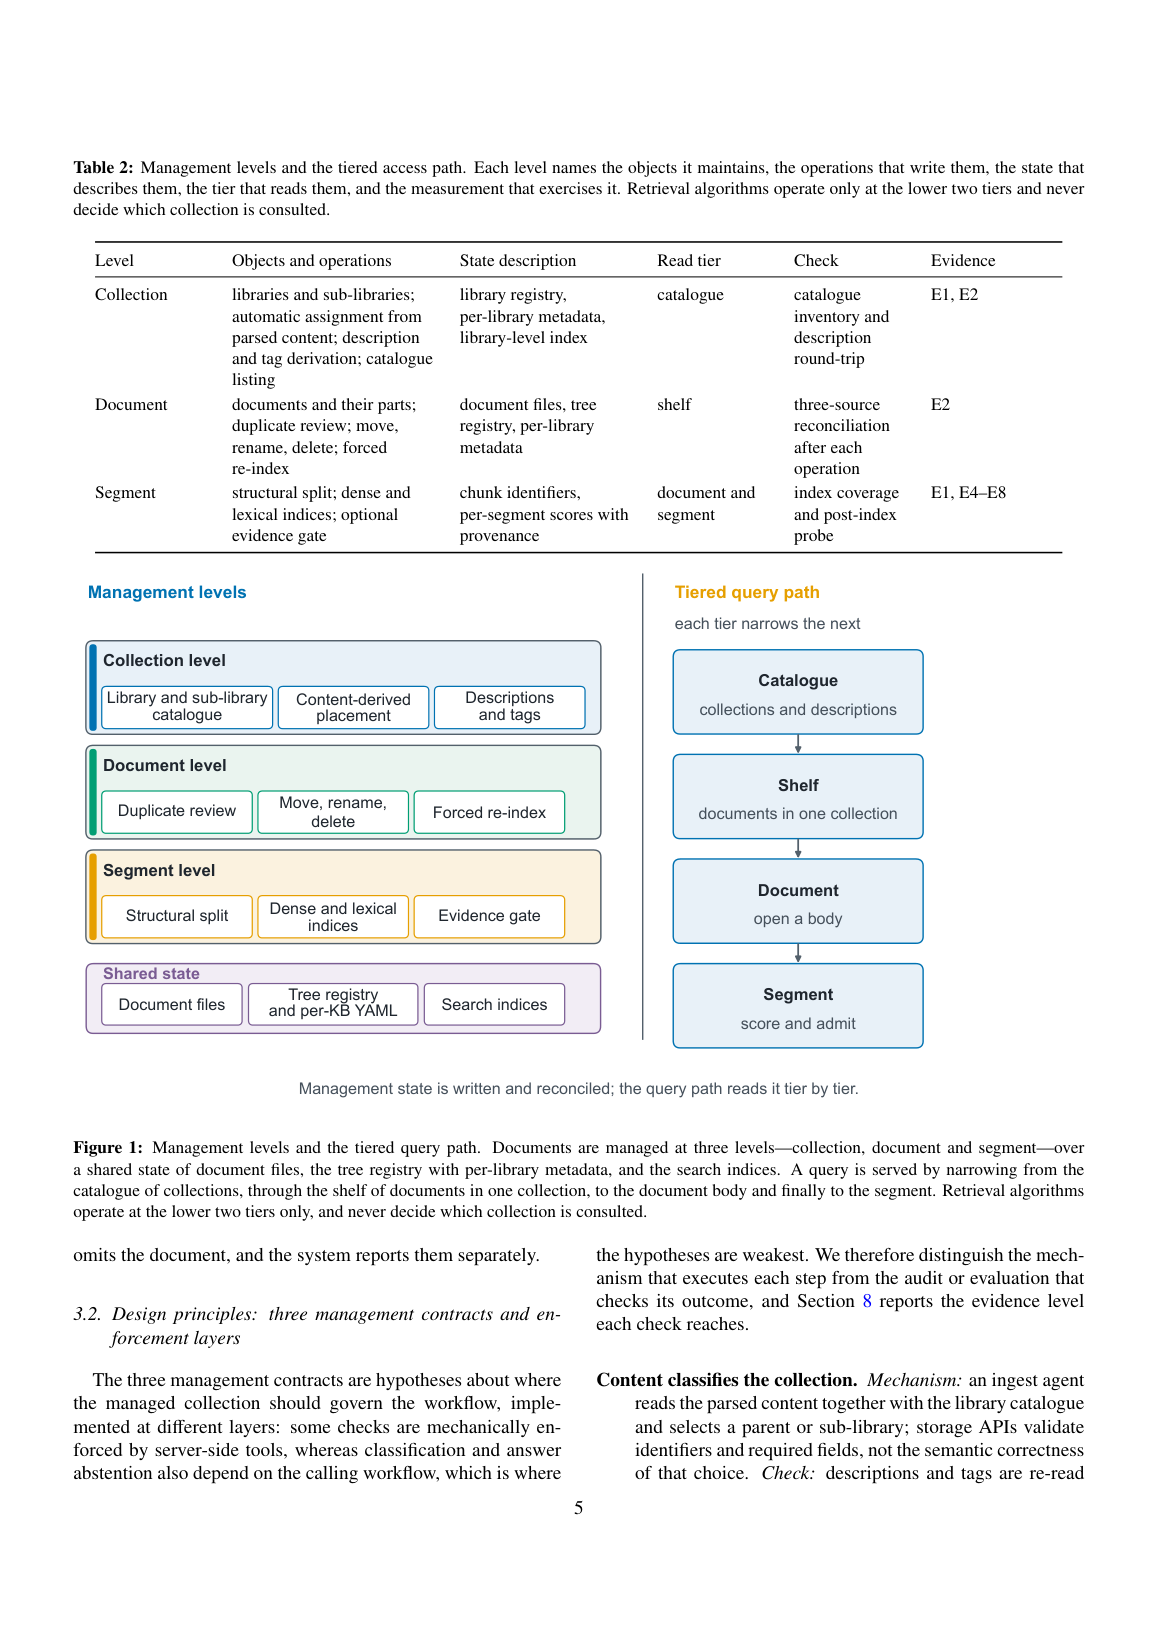 Table 2: Management levels and the tiered access path. Each level names the objects it maintains, the operations that write them, the state that
describes them, the tier that reads them, and the measurement that exercises it. Retrieval algorithms operate only at the lower two tiers and never
decide which collection is consulted.
Level Objects and operations State description Read tier Check Evidence
Collection libraries and sub-libraries; library registry, catalogue catalogue E1, E2
automatic assignment from per-library metadata, inventory and
parsed content; description library-level index description
and tag derivation; catalogue round-trip
listing
Document documents and their parts; document files, tree shelf three-source E2
duplicate review; move, registry, per-library reconciliation
rename, delete; forced metadata after each
re-index operation
Segment structural split; dense and chunk identifiers, document and index coverage E1, E4–E8
lexical indices; optional per-segment scores with segment and post-index
evidence gate provenance probe
Management levels
Collection level
Library and sub-library
catalogue
Content-derived
placement
Descriptions
and tags
Document level
Duplicate review
Move, rename,
delete
Forced re-index
Segment level
Structural split
Dense and lexical
indices
Evidence gate
Shared state
Document files
Tree registry
and per-KB YAML
Search indices
Tiered query path
each tier narrows the next
Catalogue
collections and descriptions
Shelf
documents in one collection
Document
open a body
Segment
score and admit
Management state is written and reconciled; the query path reads it tier by tier.
Figure 1: Management levels and the tiered query path. Documents are managed at three levels—collection, document and segment—over
a shared state of document files, the tree registry with per-library metadata, and the search indices. A query is served by narrowing from the
catalogue of collections, through the shelf of documents in one collection, to the document body and finally to the segment. Retrieval algorithms
operate at the lower two tiers only, and never decide which collection is consulted.
omits the document, and the system reports them separately.
3.2. Design principles: three management contracts and en-
forcement layers
The three management contracts are hypotheses about where
the managed collection should govern the workflow, imple-
mented at different layers: some checks are mechanically en-
forced by server-side tools, whereas classification and answer
abstention also depend on the calling workflow, which is where
the hypotheses are weakest. We therefore distinguish the mech-
anism that executes each step from the audit or evaluation that
checks its outcome, and Section 8 reports the evidence level
each check reaches.
Content classifies the collection. Mechanism: an ingest agent
reads the parsed content together with the library catalogue
and selects a parent or sub-library; storage APIs validate
identifiers and required fields, not the semantic correctness
of that choice. Check: descriptions and tags are re-read
5